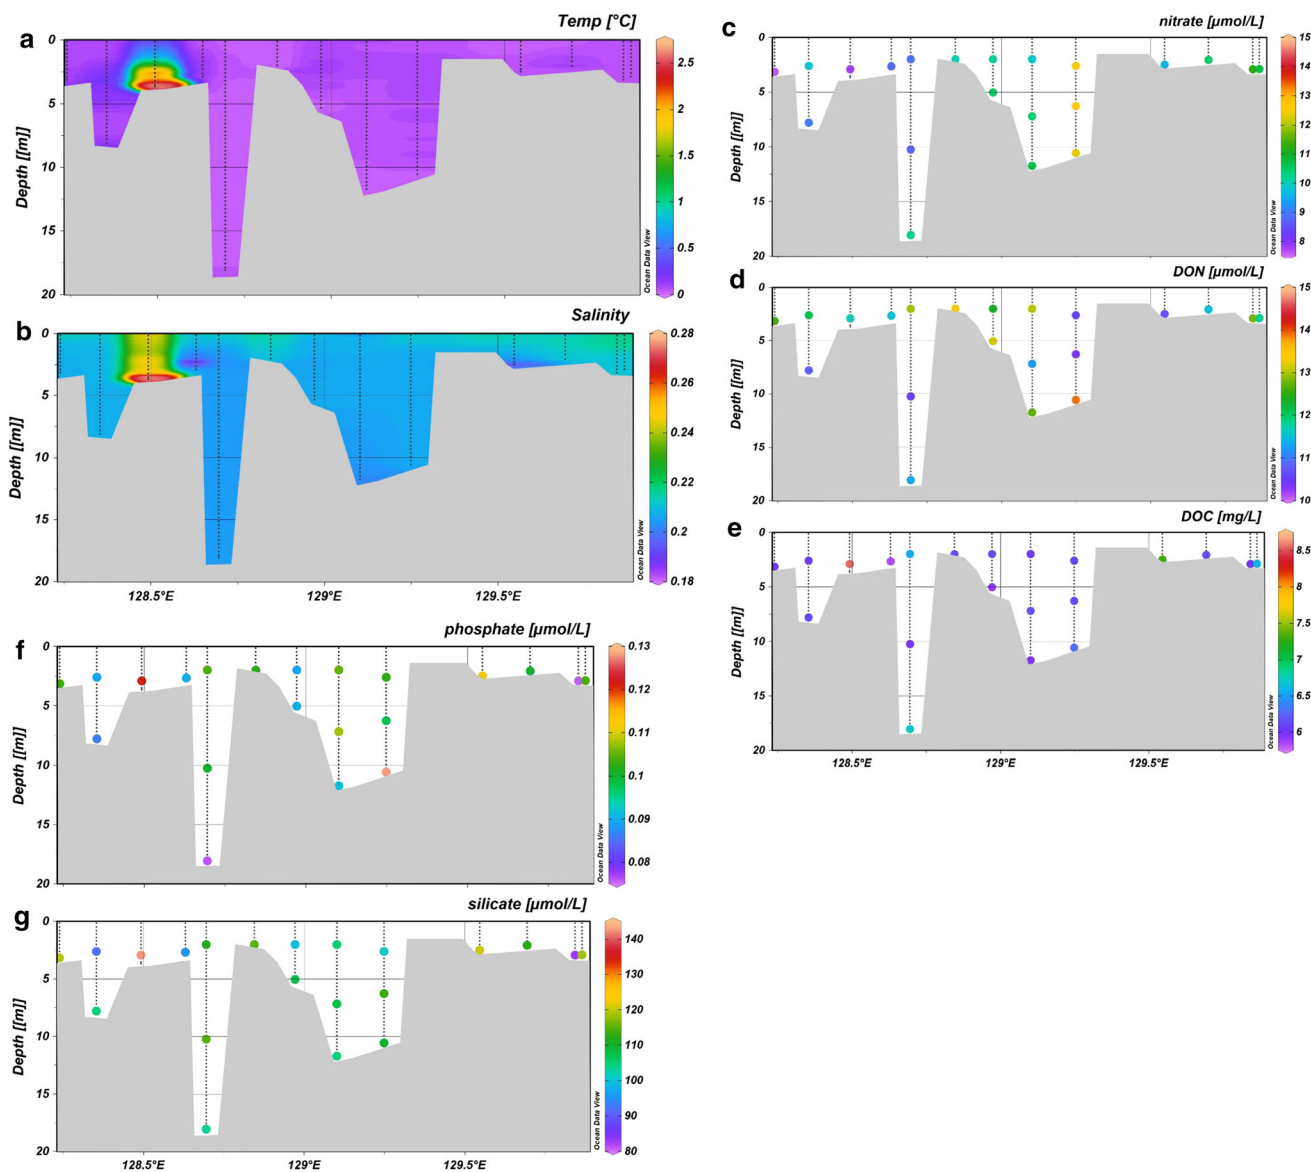 a
Temp [°C]
0
5
10
15
20
Depth [[m]]
Ocean Data View
2.5
2
1.5
1
0.5
0
b
Salinity
0
5
10
15
20
Depth [[m]]
128.5°E
129°E
129.5°E
Ocean Data View
0.28
0.26
0.24
0.22
0.2
0.18
c
nitrate [µmol/L]
0
5
10
15
20
Depth [[m]]
Ocean Data View
15
14
13
12
11
10
9
8
d
DON [µmol/L]
0
5
10
15
20
Depth [[m]]
Ocean Data View
15
14
13
12
11
10
e
DOC [mg/L]
0
5
10
15
20
Depth [[m]]
128.5°E
129°E
129.5°E
Ocean Data View
8.5
8
7.5
7
6.5
6
f
phosphate [µmol/L]
0
5
10
15
20
Depth [[m]]
Ocean Data View
0.13
0.12
0.11
0.1
0.09
0.08
g
silicate [µmol/L]
0
5
10
15
20
Depth [[m]]
128.5°E
129°E
129.5°E
Ocean Data View
140
130
120
110
100
90
80